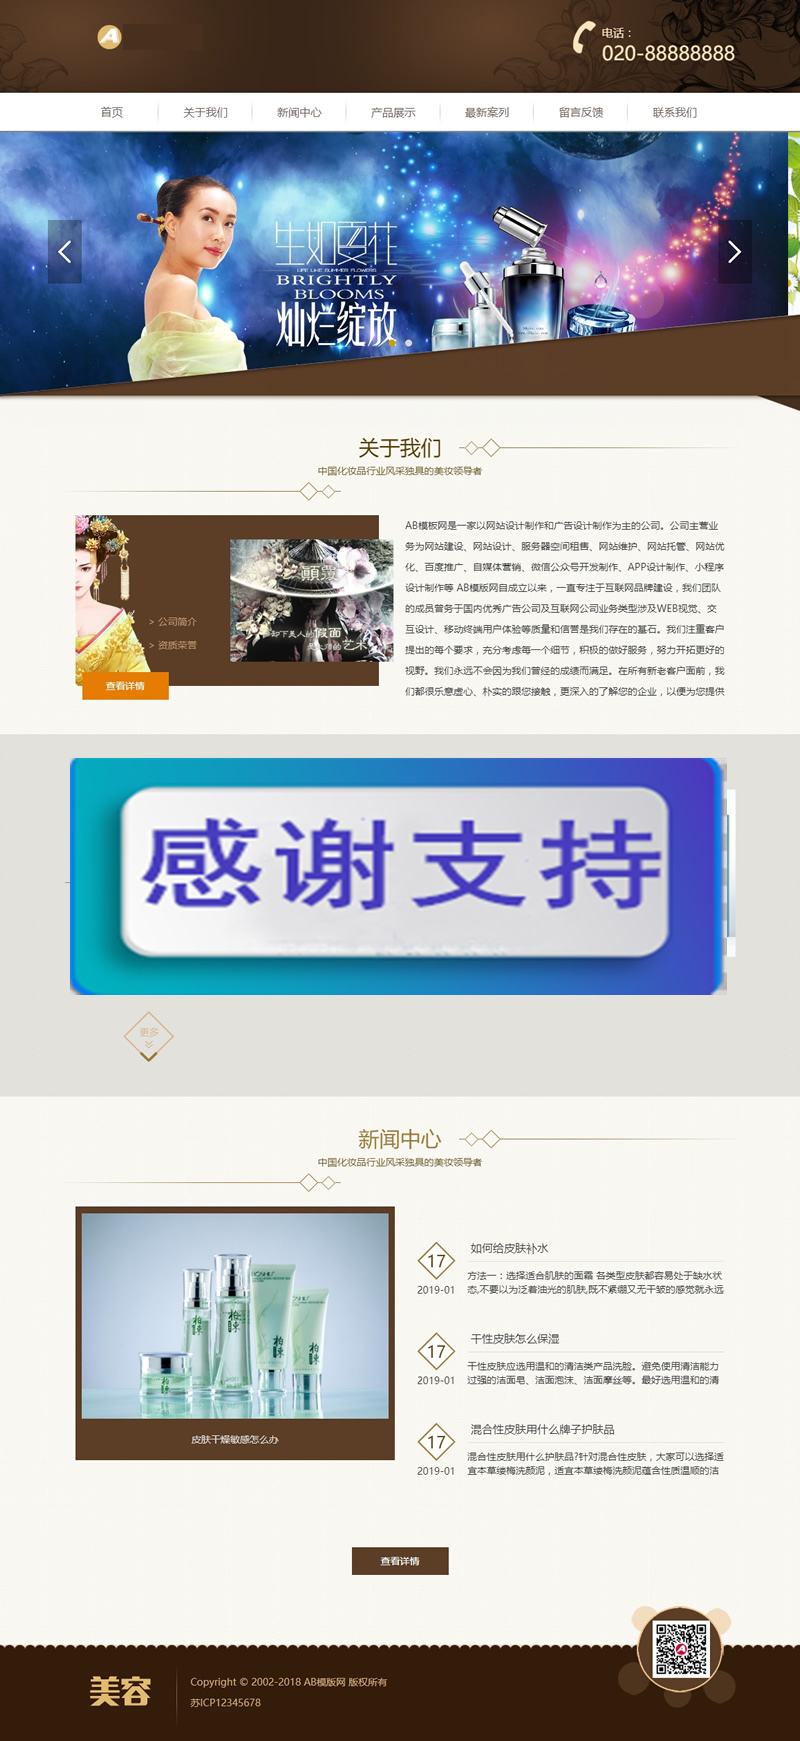 电话：
020-88888888
首页 关于我们 新闻中心 产品展示 最新案列 留言反馈 联系我们
生如夏花
LIFE LIKE SUMMER FLOWERS
BRIGHTLY
BLOOMS
灿烂绽放
关于我们
中国化妆品行业风采独具的美妆领导者
> 公司简介
> 资质荣誉
查看详情
颠覆
卸下美人的假面
艺术
AB模板网是一家以网站设计制作和广告设计制作为主的公司。公司主营业
务为网站建设、网站设计、服务器空间租售、网站维护、网站托管、网站优
化、百度推广、自媒体营销、微信公众号开发制作、APP设计制作、小程序
设计制作等 AB模版网自成立以来，一直专注于互联网品牌建设，我们团队
的成员曾务于国内优秀广告公司及互联网公司业务类型涉及WEB视觉、交
互设计、移动终端用户体验等质量和信誉是我们存在的基石。我们注重客户
提出的每个要求，充分考虑每一个细节，积极的做好服务，努力开拓更好的
视野。我们永远不会因为我们曾经的成绩而满足。在所有新老客户面前，我
们都很乐意虚心、朴实的跟您接触，更深入的了解您的企业，以便为您提供
感谢支持
更多
新闻中心
中国化妆品行业风采独具的美妆领导者
皮肤干燥敏感怎么办
17
2019-01
如何给皮肤补水
方法一：选择适合肌肤的面霜 各类型皮肤都容易处于缺水状
态,不要以为泛着油光的肌肤,既不紧绷又无干皱的感觉就永远
17
2019-01
干性皮肤怎么保湿
干性皮肤应选用温和的清洁类产品洗脸。避免使用清洁能力
过强的洁面皂、洁面泡沫、洁面摩丝等。最好选用温和的清
17
2019-01
混合性皮肤用什么牌子护肤品
混合性皮肤用什么护肤品?针对混合性皮肤，大家可以选择适
宜本草缕梅洗颜泥，适宜本草缕梅洗颜泥蕴含性质温顺的洁
查看详情
美容
Copyright © 2002-2018 AB模版网 版权所有
苏ICP12345678